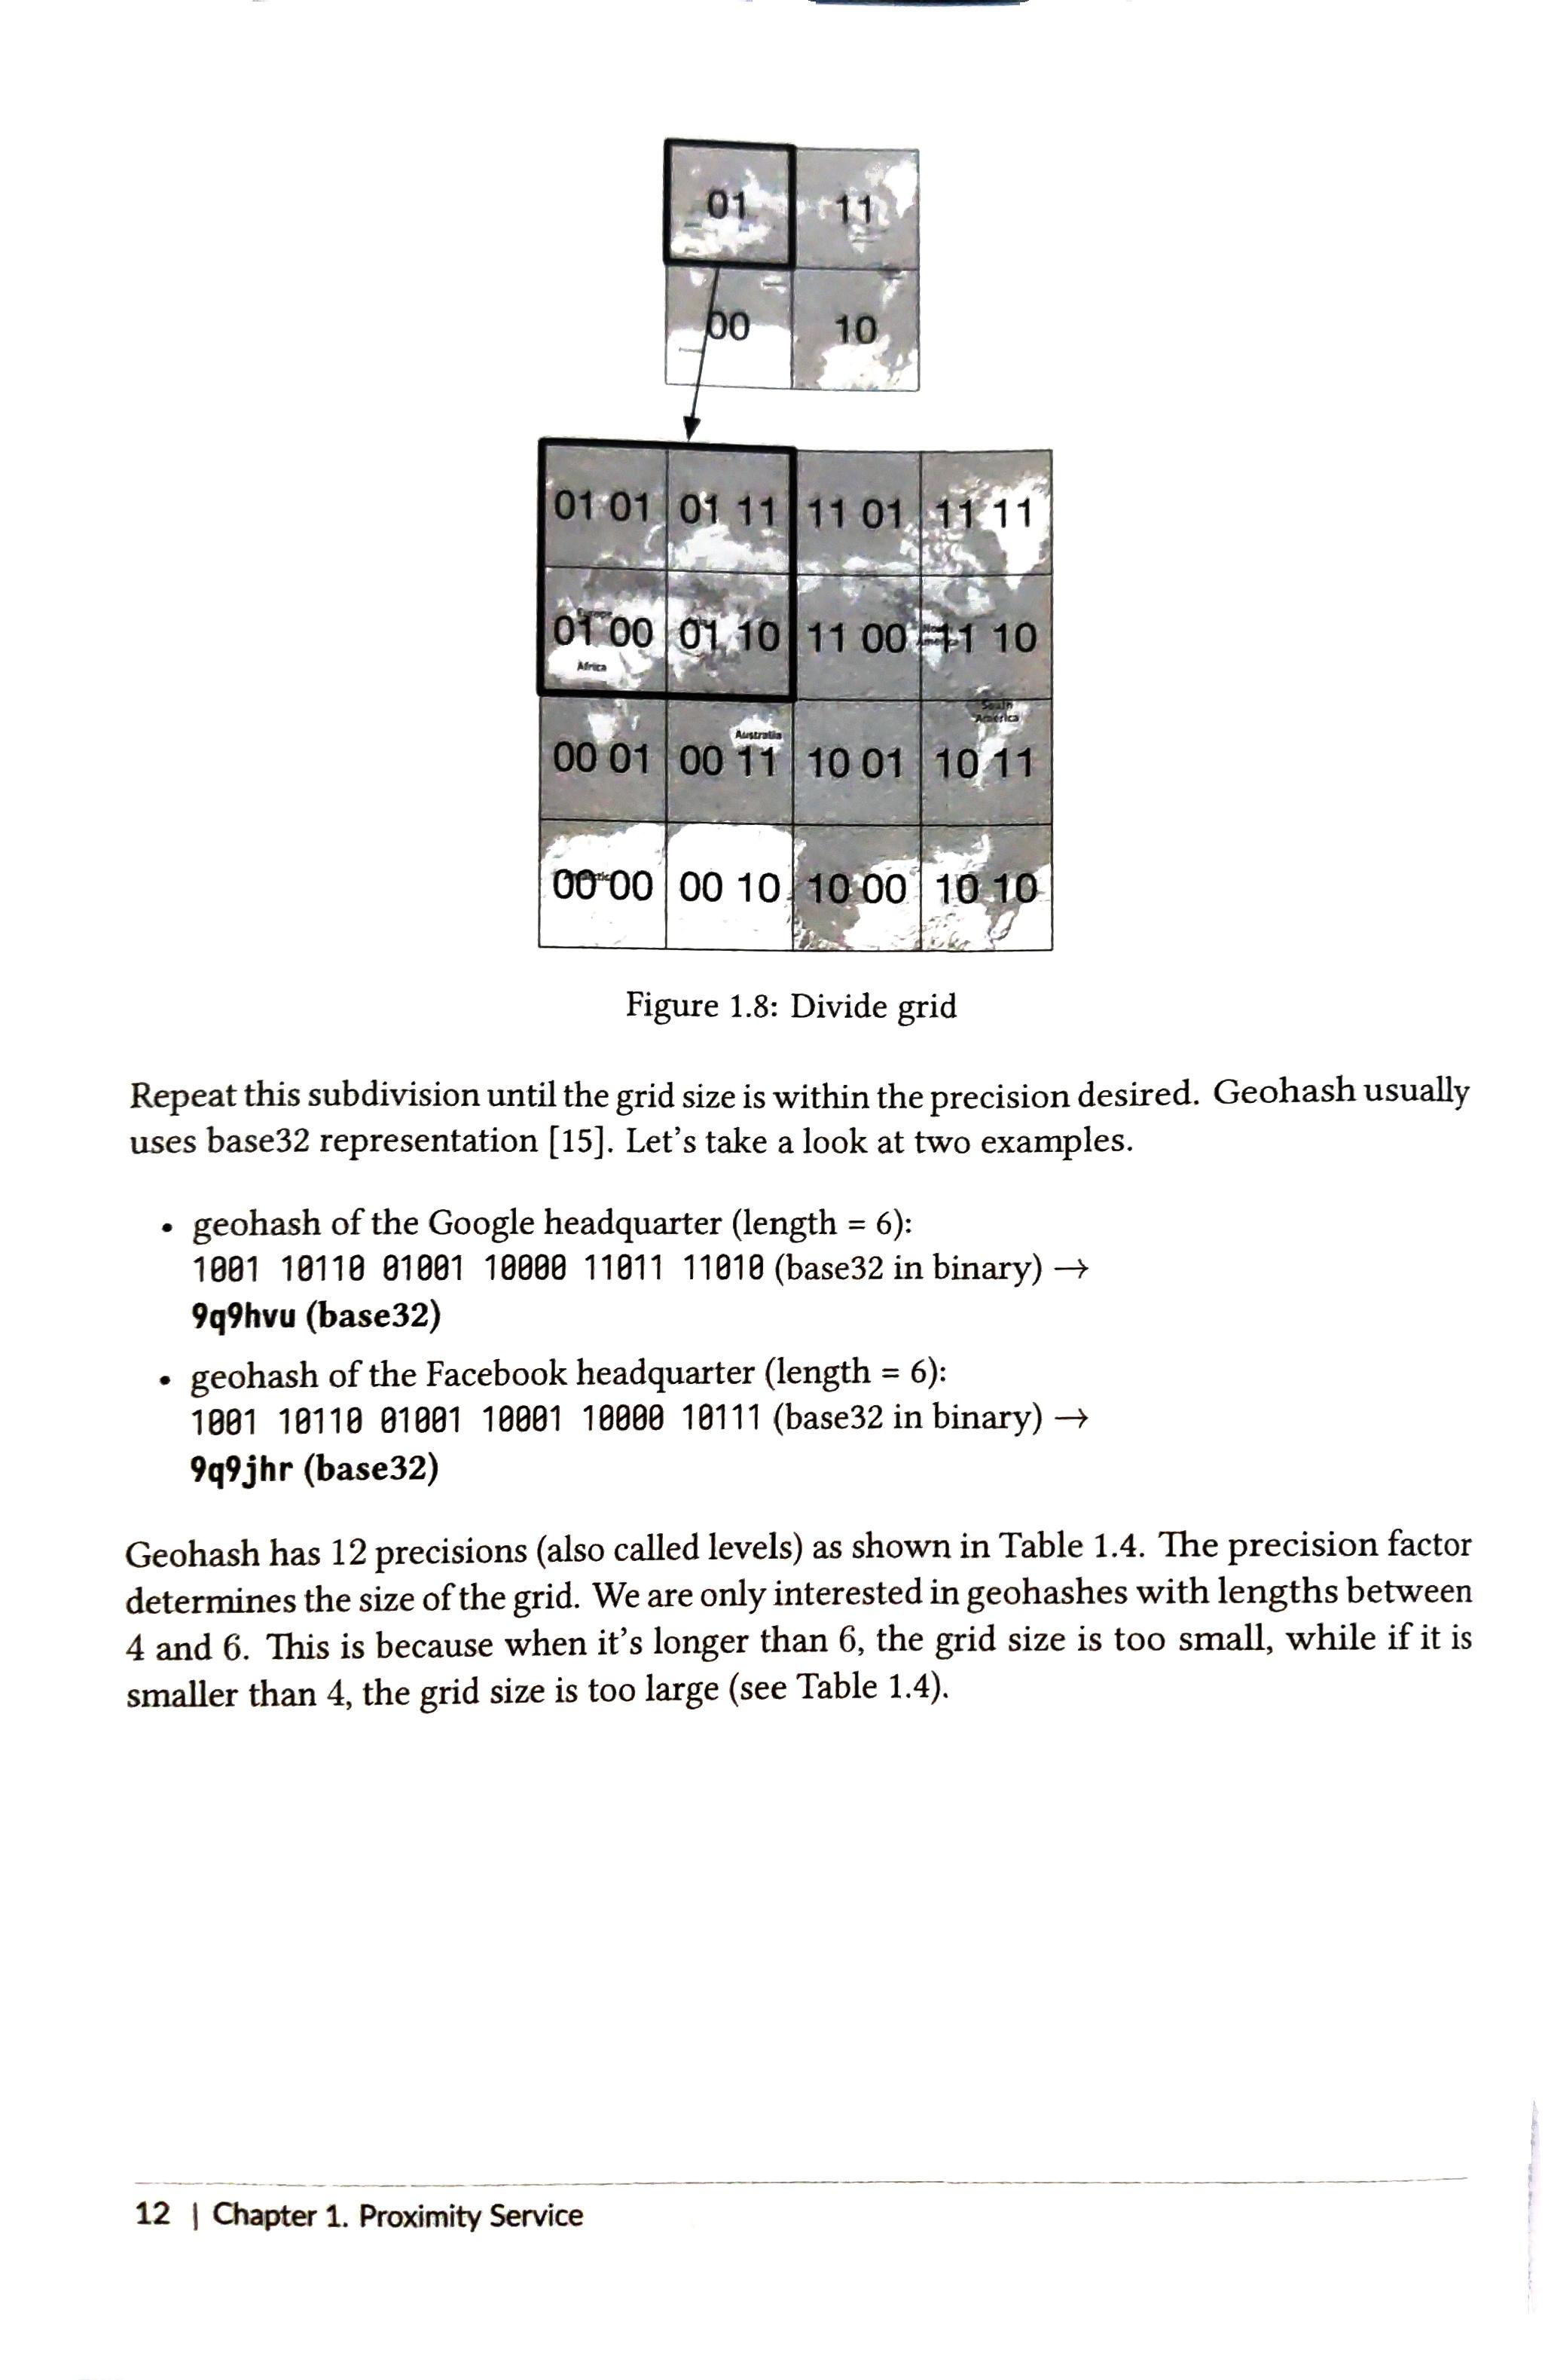 01 11
00 10
01 01 01 11 11 01 11 11
Europe
01 00 01 10 11 00 11 10
Africa
South
America
Australia
00 01 00 11 10 01 10 11
00 00 00 10 10 00 10 10
Figure 1.8: Divide grid
Repeat this subdivision until the grid size is within the precision desired. Geohash usually
uses base32 representation [15]. Let's take a look at two examples.
• geohash of the Google headquarter (length = 6):
1001 10110 01001 10000 11011 11010 (base32 in binary) →
9q9hvu (base32)
• geohash of the Facebook headquarter (length = 6):
1001 10110 01001 10001 10000 10111 (base32 in binary) →
9q9jhr (base32)
Geohash has 12 precisions (also called levels) as shown in Table 1.4. The precision factor
determines the size of the grid. We are only interested in geohashes with lengths between
4 and 6. This is because when it's longer than 6, the grid size is too small, while if it is
smaller than 4, the grid size is too large (see Table 1.4).
12 | Chapter 1. Proximity Service